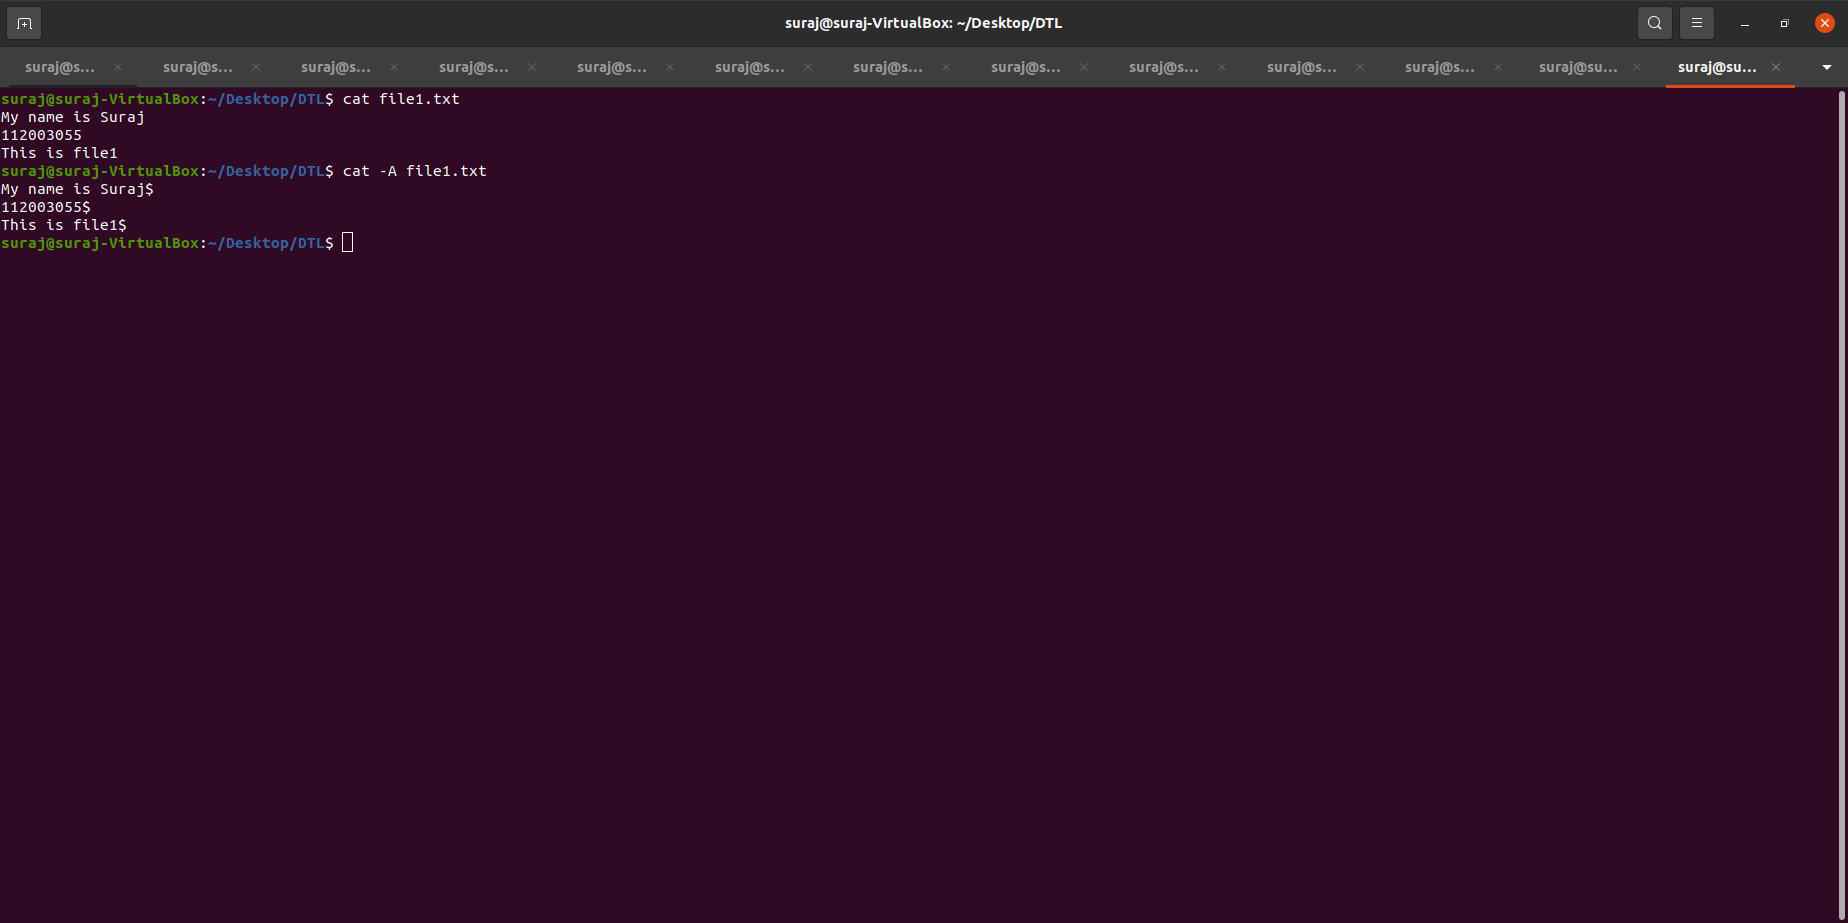 suraj@suraj-VirtualBox: ~/Desktop/DTL
suraj@s... suraj@s... suraj@s... suraj@s... suraj@s... suraj@s... suraj@s... suraj@s... suraj@s... suraj@s... suraj@s... suraj@su... suraj@su...
suraj@suraj-VirtualBox:~/Desktop/DTL$ cat file1.txt
My name is Suraj
112003055
This is file1
suraj@suraj-VirtualBox:~/Desktop/DTL$ cat -A file1.txt
My name is Suraj$
112003055$
This is file1$
suraj@suraj-VirtualBox:~/Desktop/DTL$